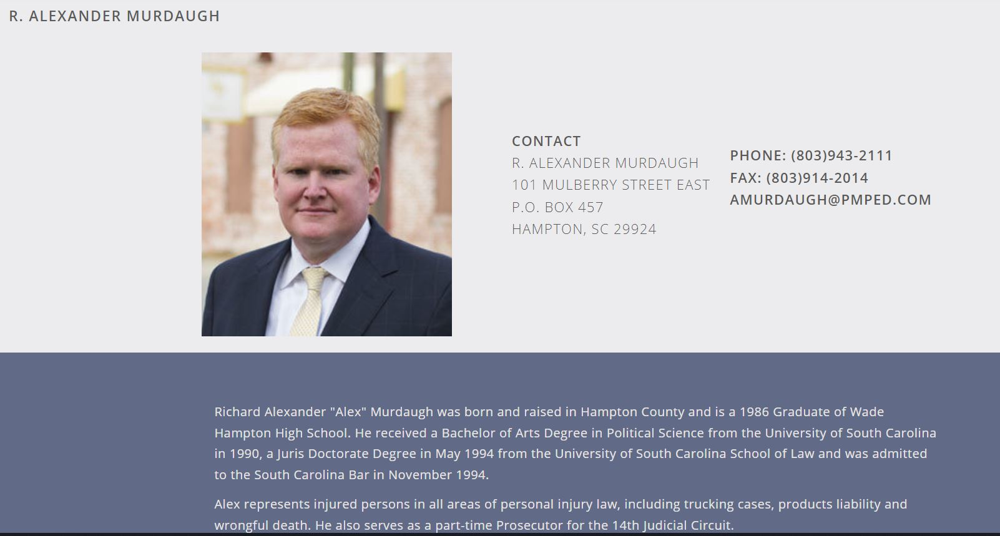 R. ALEXANDER MURDAUGH
CONTACT
R. ALEXANDER MURDAUGH
101 MULBERRY STREET EAST
P.O. BOX 457
HAMPTON, SC 29924
PHONE: (803)943-2111
FAX: (803)914-2014
AMURDAUGH@PMPED.COM
Richard Alexander "Alex" Murdaugh was born and raised in Hampton County and is a 1986 Graduate of Wade
Hampton High School. He received a Bachelor of Arts Degree in Political Science from the University of South Carolina
in 1990, a Juris Doctorate Degree in May 1994 from the University of South Carolina School of Law and was admitted
to the South Carolina Bar in November 1994.
Alex represents injured persons in all areas of personal injury law, including trucking cases, products liability and
wrongful death. He also serves as a part-time Prosecutor for the 14th Judicial Circuit.